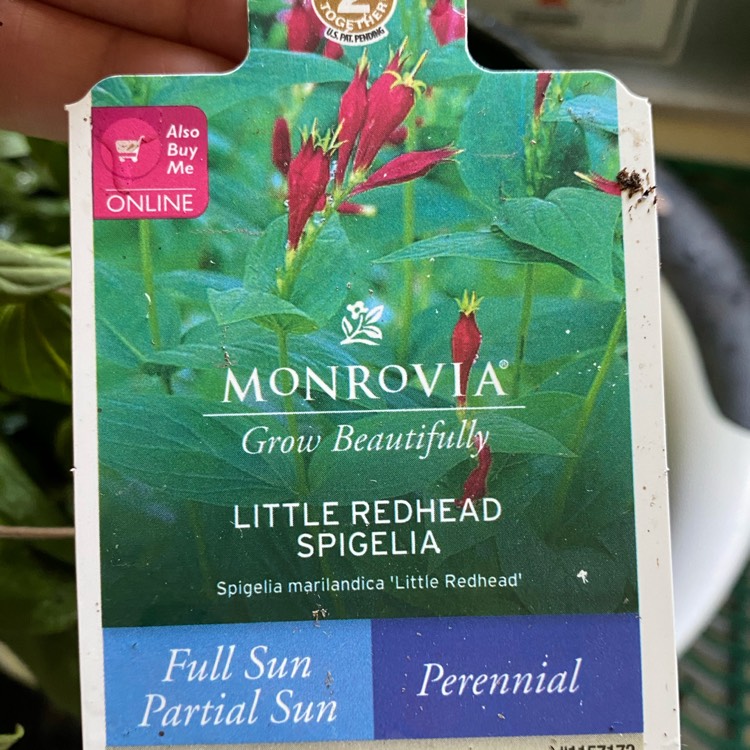 2
TOGETHER
U.S. PAT. PENDING
Also
Buy
Me
ONLINE
MONROVIA®
Grow Beautifully
LITTLE REDHEAD
SPIGELIA
Spigelia marilandica 'Little Redhead'
Full Sun
Partial Sun
Perennial